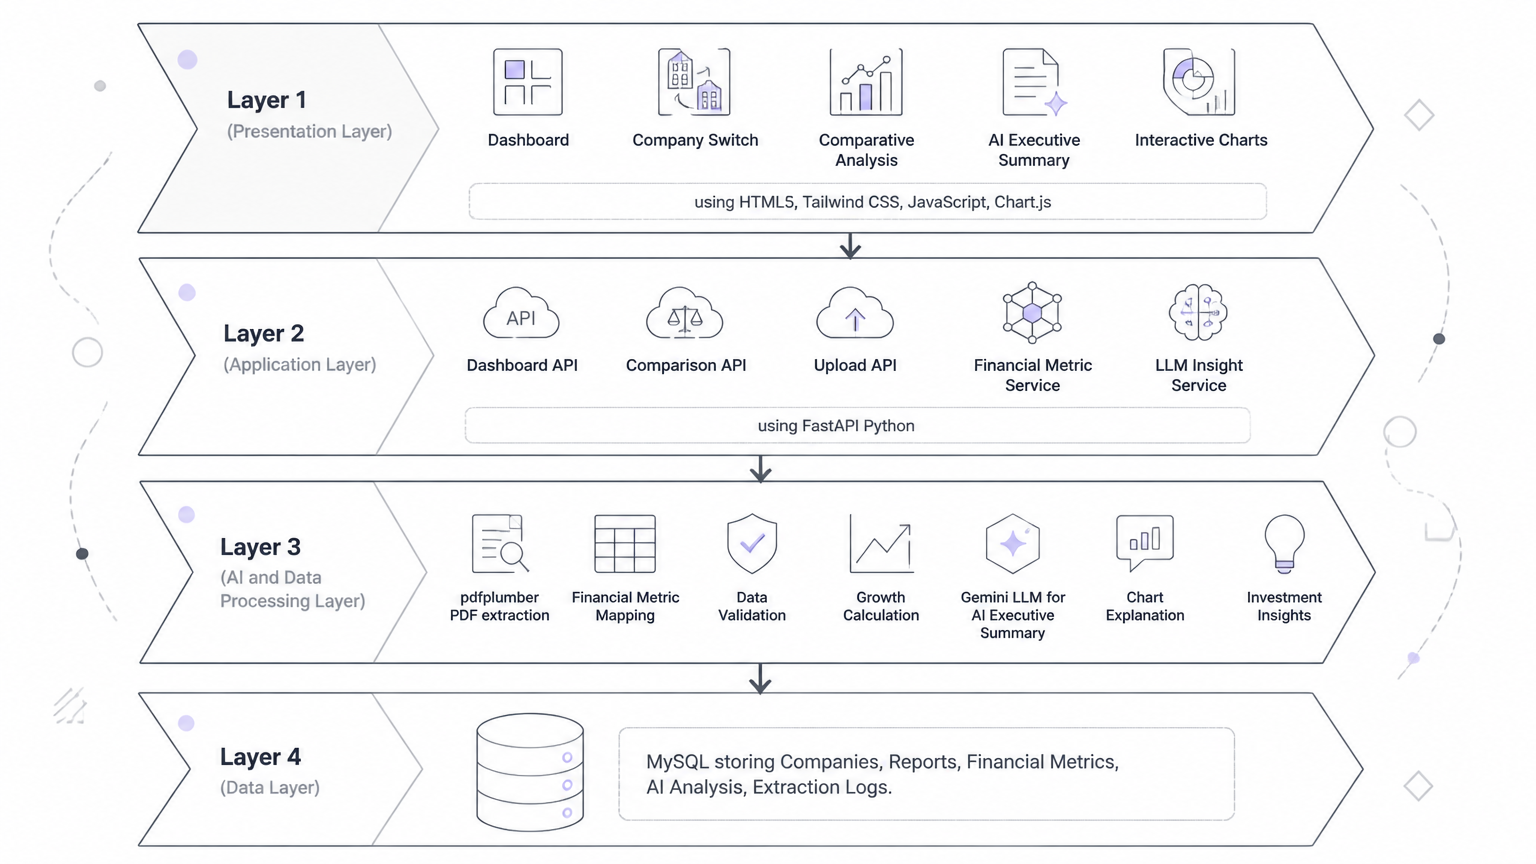 Layer 1
(Presentation Layer)
Dashboard
Company Switch
Comparative
Analysis
AI Executive
Summary
Interactive Charts
using HTML5, Tailwind CSS, JavaScript, Chart.js
Layer 2
(Application Layer)
API
Dashboard API
Comparison API
Upload API
Financial Metric
Service
LLM Insight
Service
using FastAPI Python
Layer 3
(AI and Data
Processing Layer)
pdfplumber
PDF extraction
Financial Metric
Mapping
Data
Validation
Growth
Calculation
Gemini LLM for
AI Executive
Summary
Chart
Explanation
Investment
Insights
Layer 4
(Data Layer)
MySQL storing Companies, Reports, Financial Metrics,
AI Analysis, Extraction Logs.